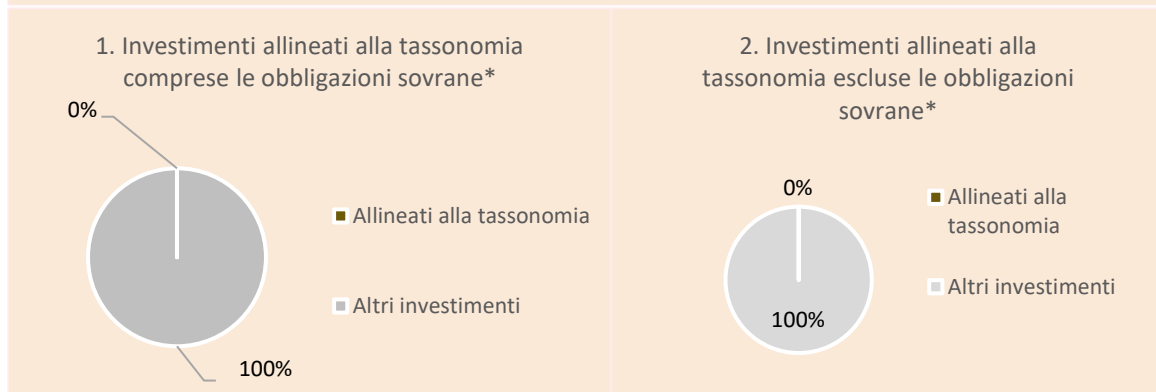 1. Investimenti allineati alla tassonomia
comprese le obbligazioni sovrane*
0%
Allineati alla tassonomia
Altri investimenti
100%
2. Investimenti allineati alla
tassonomia escluse le obbligazioni
sovrane*
0%
Allineati alla
tassonomia
Altri investimenti
100%